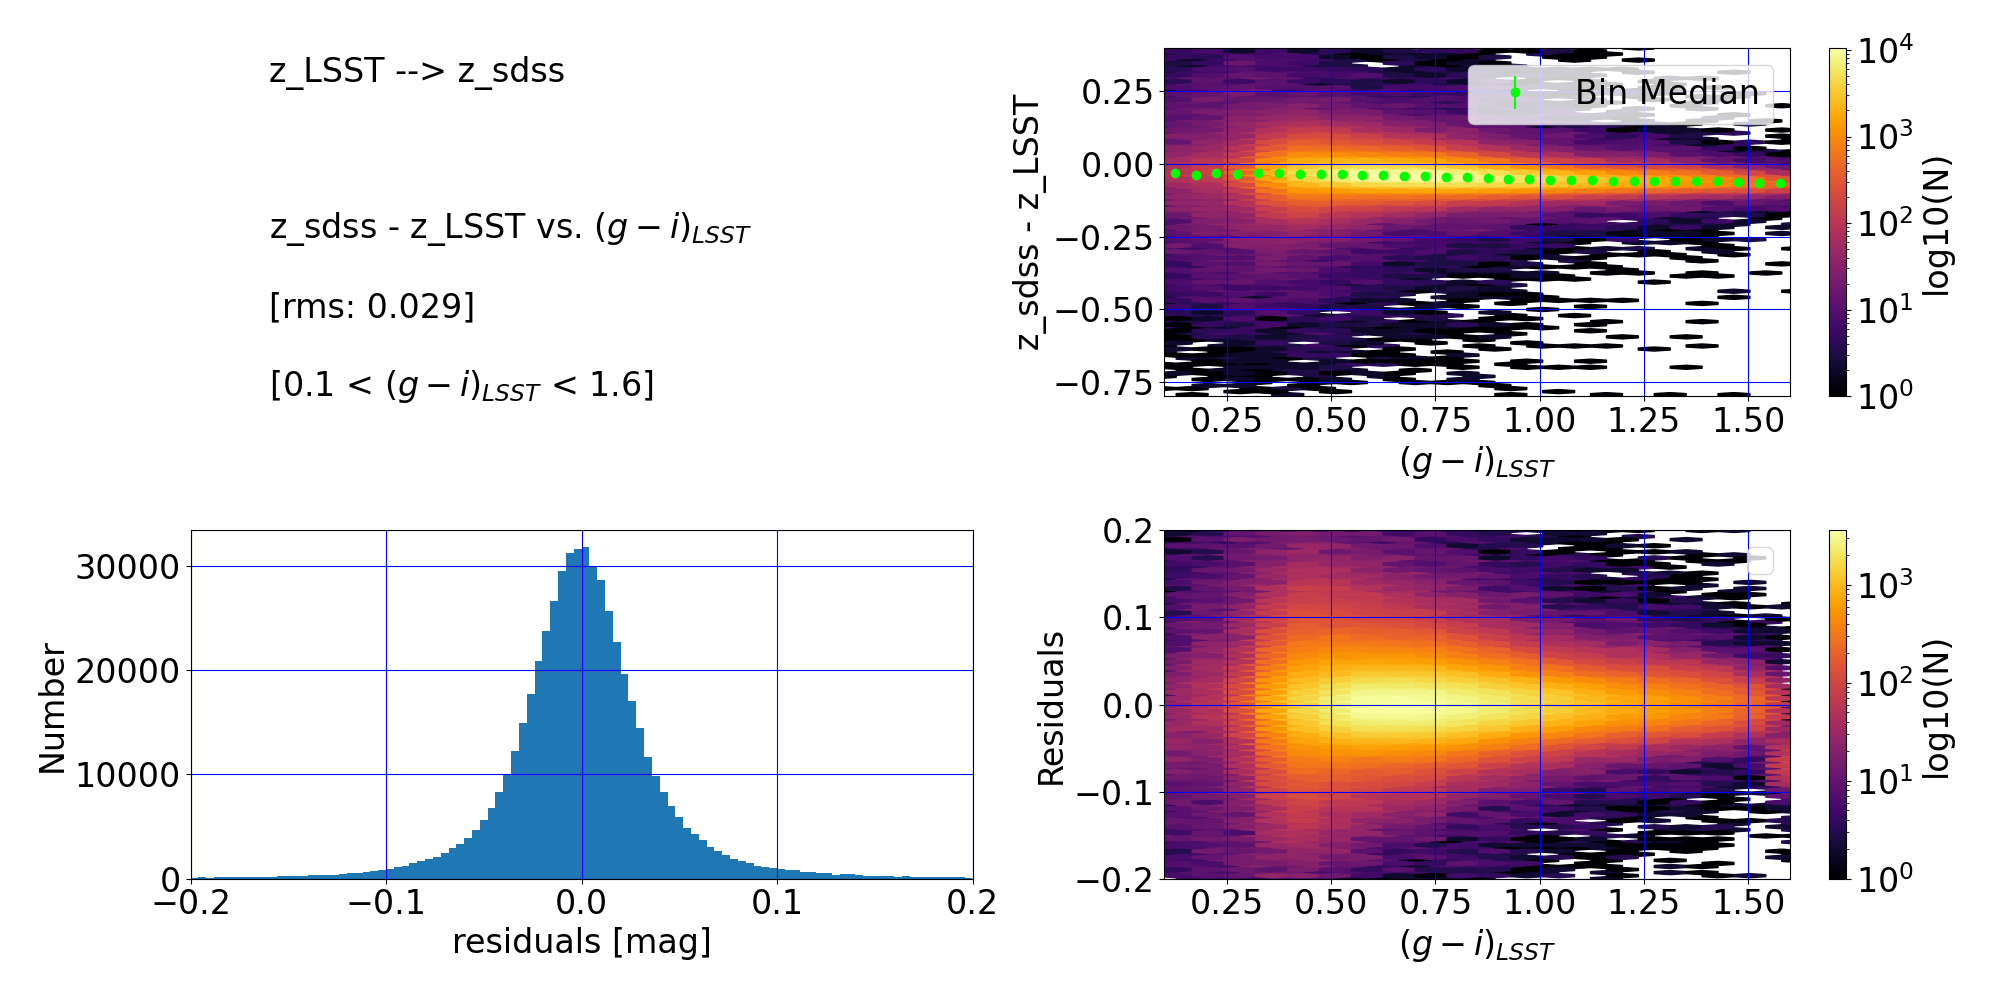 z_LSST --> z_sdss
z_sdss - z_LSST vs. (g − i)LSST
[rms: 0.029]
[0.1 < (g − i)LSST < 1.6]
z_sdss - z_LSST
0.25
0.00
−0.25
−0.50
−0.75
Bin Median
0.25 0.50 0.75 1.00 1.25 1.50
(g − i)LSST
10^4
10^3
10^2
10^1
10^0
log10(N)
Number
30000
20000
10000
0
−0.2 −0.1 0.0 0.1 0.2
residuals [mag]
Residuals
0.2
0.1
0.0
−0.1
−0.2
0.25 0.50 0.75 1.00 1.25 1.50
(g − i)LSST
10^3
10^2
10^1
10^0
log10(N)